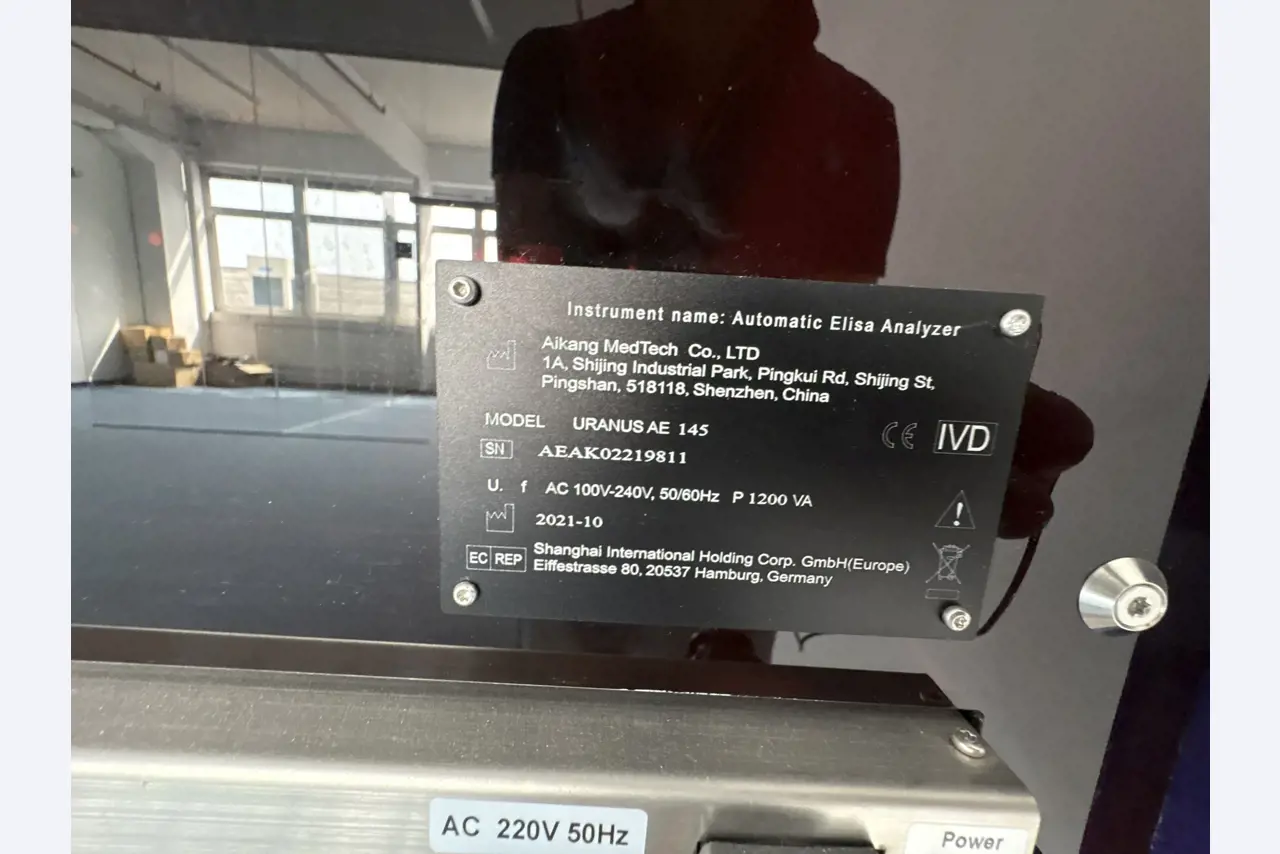 Instrument name: Automatic Elisa Analyzer
Aikang MedTech Co., LTD
1A, Shijing Industrial Park, Pingkui Rd, Shijing St,
Pingshan, 518118, Shenzhen, China
MODEL URANUS AE 145
CE IVD
SN AEAK02219811
U. f AC 100V-240V, 50/60Hz P 1200 VA
2021-10
EC REP Shanghai International Holding Corp. GmbH(Europe)
Eiffestrasse 80, 20537 Hamburg, Germany
AC 220V 50Hz
Power